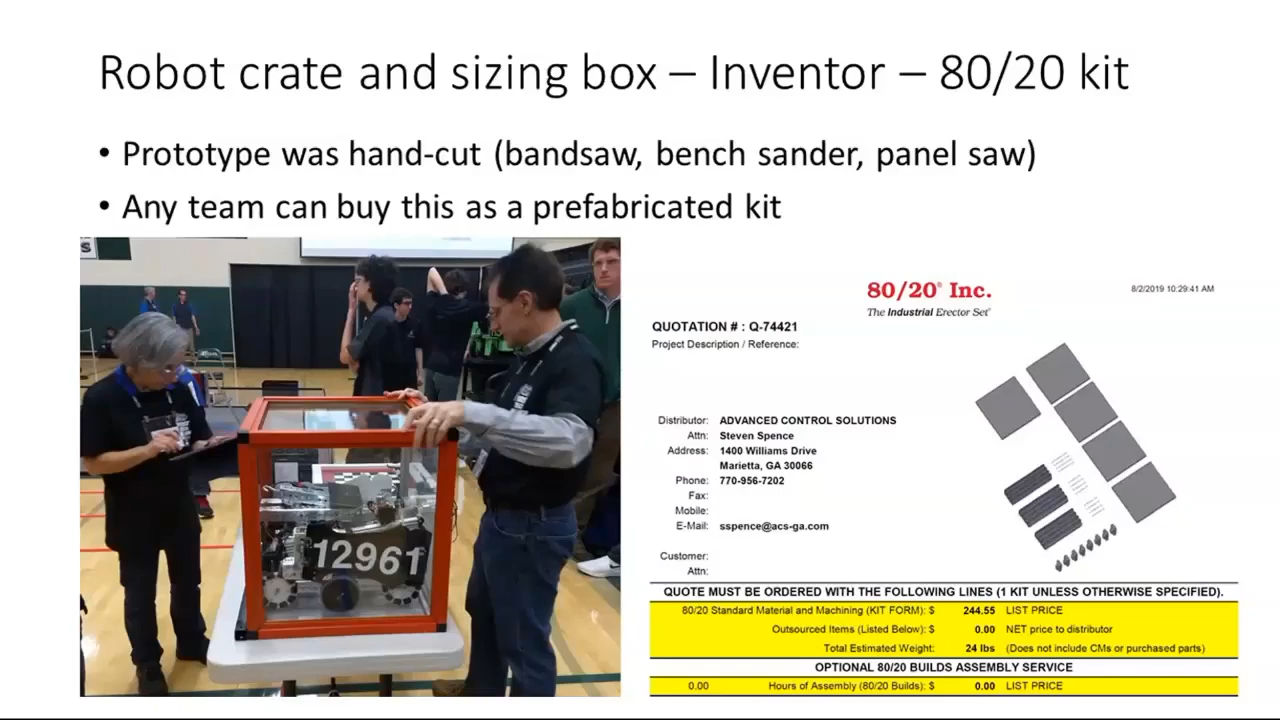 Robot crate and sizing box – Inventor – 80/20 kit
• Prototype was hand-cut (bandsaw, bench sander, panel saw)
• Any team can buy this as a prefabricated kit
12961
80/20® Inc.
The Industrial Erector Set®
8/2/2019 10:29:41 AM
QUOTATION # : Q-74421
Project Description / Reference:
Distributor: ADVANCED CONTROL SOLUTIONS
Attn: Steven Spence
Address: 1400 Williams Drive
Marietta, GA 30066
Phone: 770-956-7202
Fax:
Mobile:
E-Mail: sspence@acs-ga.com
Customer:
Attn:
QUOTE MUST BE ORDERED WITH THE FOLLOWING LINES (1 KIT UNLESS OTHERWISE SPECIFIED).
80/20 Standard Material and Machining (KIT FORM): $ 244.55 LIST PRICE
Outsourced Items (Listed Below): $ 0.00 NET price to distributor
Total Estimated Weight: 24 lbs (Does not include CMs or purchased parts)
OPTIONAL 80/20 BUILDS ASSEMBLY SERVICE
0.00 Hours of Assembly (80/20 Builds): $ 0.00 LIST PRICE